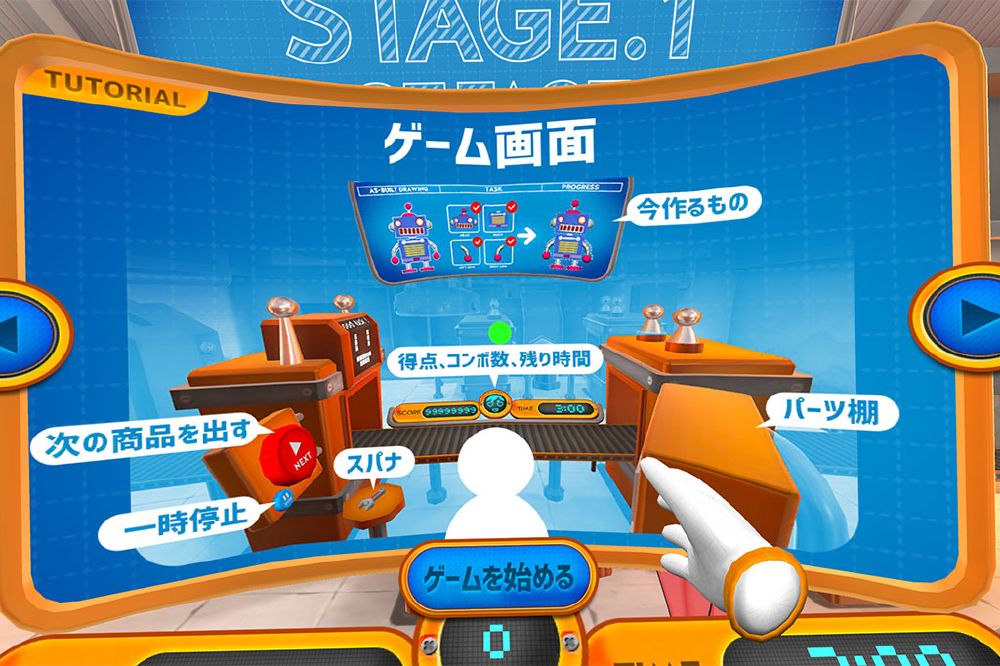 STAGE.1
TUTORIAL
ゲーム画面
AS-BUILT DRAWING
TASK
PROGRESS
今作るもの
得点、コンボ数、残り時間
SCORE 99999999
TIME 3:00
パーツ棚
次の商品を出す
NEXT
スパナ
一時停止
ゲームを始める
0